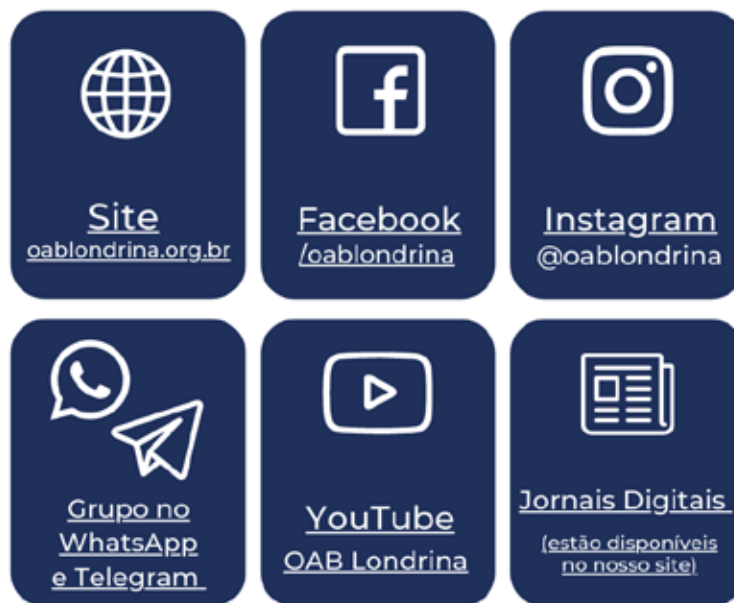 Site
oablondrina.org.br
Facebook
/oablondrina
Instagram
@oablondrina
Grupo no
WhatsApp
e Telegram
YouTube
OAB Londrina
Jornais Digitais
(estão disponíveis
no nosso site)